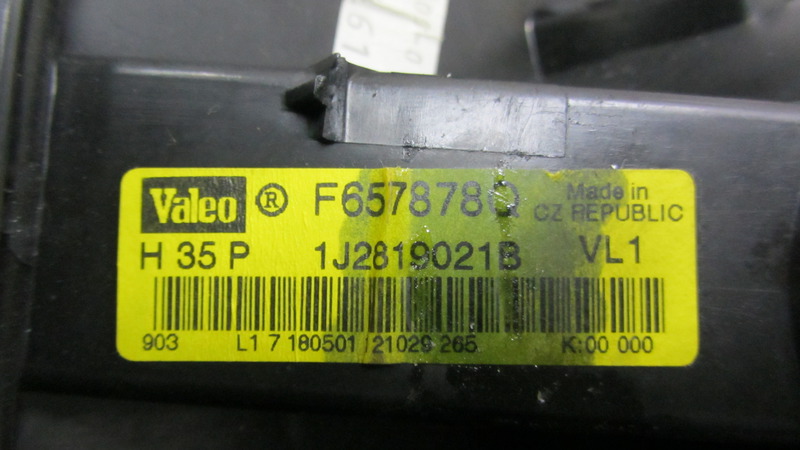 Valeo ® F657878Q Made in
CZ REPUBLIC
H 35 P 1J2819021B VL1
903 L1 7 180501 21029 265 K:00 000